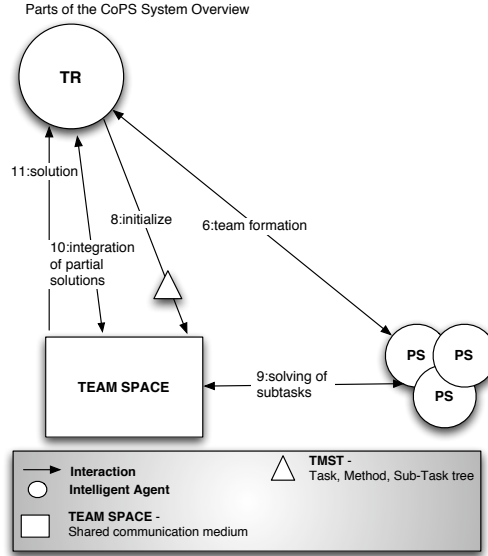 Parts of the CoPS System Overview
TR
11:solution
8:initialize
6:team formation
10:integration
of partial
solutions
PS
PS
PS
TEAM SPACE
9:solving of
subtasks
Interaction
Intelligent Agent
TEAM SPACE -
Shared communication medium
TMST -
Task, Method, Sub-Task tree